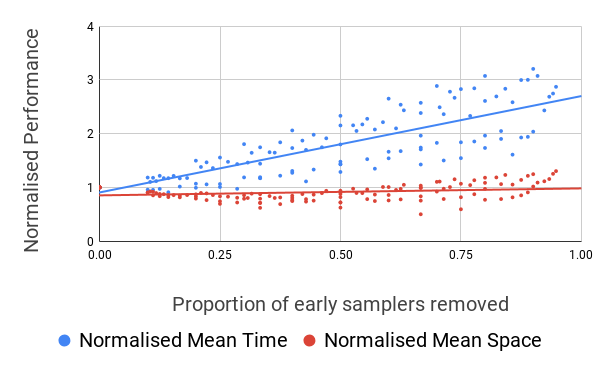 Normalised Performance
4
3
2
1
0
0.00 0.25 0.50 0.75 1.00
Proportion of early samplers removed
Normalised Mean Time Normalised Mean Space